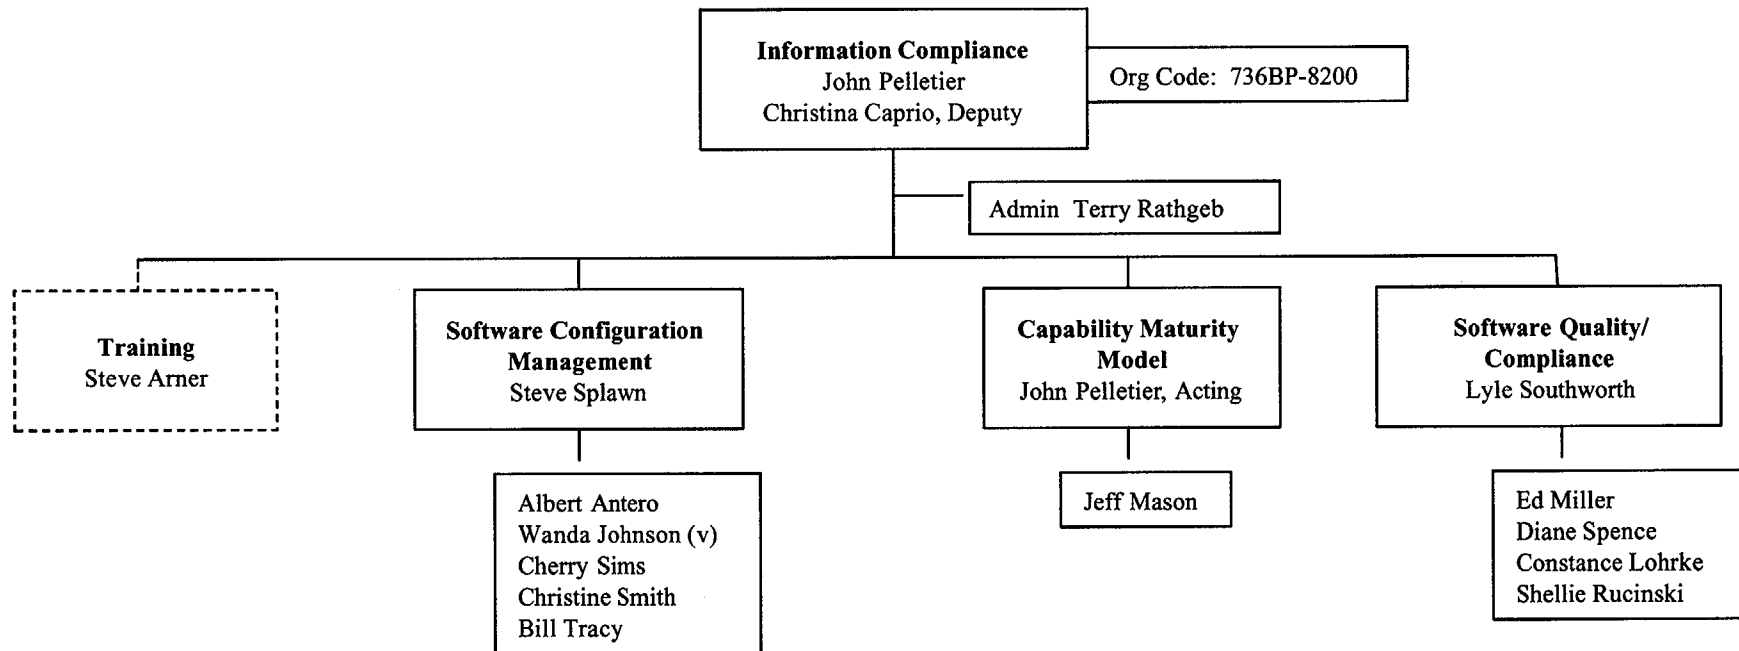 Information Compliance
John Pelletier
Christina Caprio, Deputy
Org Code: 736BP-8200
Admin Terry Rathgeb
Training
Steve Arner
Software Configuration
Management
Steve Splawn
Capability Maturity
Model
John Pelletier, Acting
Software Quality/
Compliance
Lyle Southworth
Albert Antero
Wanda Johnson (v)
Cherry Sims
Christine Smith
Bill Tracy
Jeff Mason
Ed Miller
Diane Spence
Constance Lohrke
Shellie Rucinski